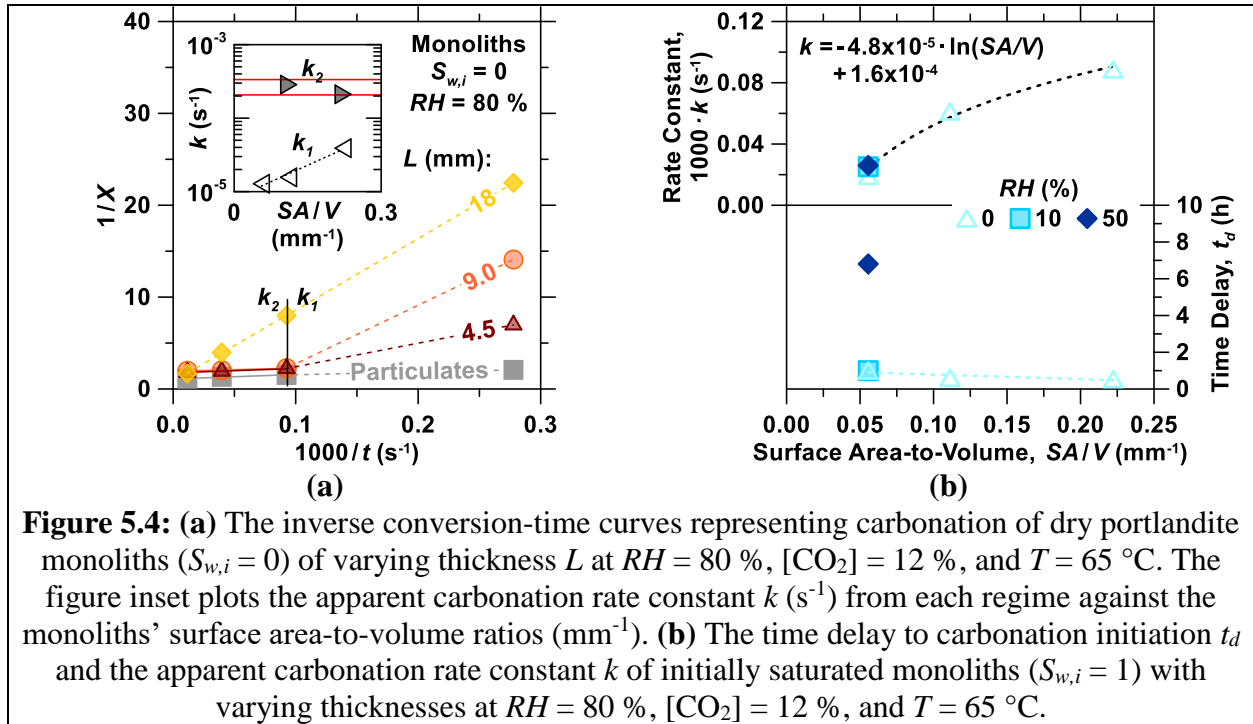 40
30
20
10
0
1/X
0.0
0.1
0.2
0.3
1000/t (s⁻¹)
10⁻³
10⁻⁵
k (s⁻¹)
k₂
k₁
0
0.3
SA/V
(mm⁻¹)
Monoliths
S_w,i = 0
RH = 80 %
L (mm):
18
9.0
4.5
Particulates
k₂ k₁
(a)
0.12
0.08
0.04
0.00
Rate Constant,
1000·k (s⁻¹)
k = -4.8x10⁻⁵·ln(SA/V)
+1.6x10⁻⁴
RH (%)
0 10 50
10
8
6
4
2
0
Time Delay, t_d (h)
0.00 0.05 0.10 0.15 0.20 0.25
Surface Area-to-Volume, SA/V (mm⁻¹)
(b)
Figure 5.4: (a) The inverse conversion-time curves representing carbonation of dry portlandite
monoliths (S_w,i = 0) of varying thickness L at RH = 80 %, [CO₂] = 12 %, and T = 65 °C. The
figure inset plots the apparent carbonation rate constant k (s⁻¹) from each regime against the
monoliths' surface area-to-volume ratios (mm⁻¹). (b) The time delay to carbonation initiation t_d
and the apparent carbonation rate constant k of initially saturated monoliths (S_w,i = 1) with
varying thicknesses at RH = 80 %, [CO₂] = 12 %, and T = 65 °C.